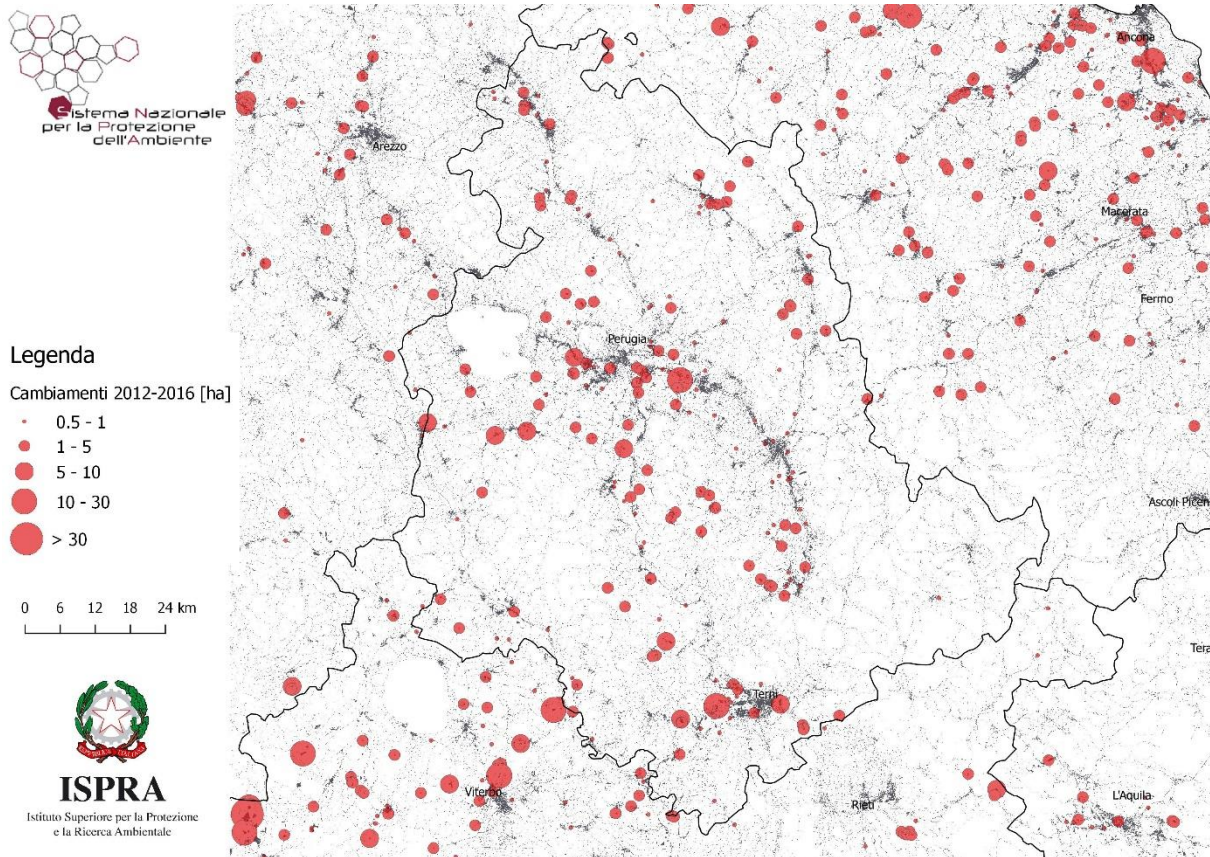 Sistema Nazionale
per la Protezione
dell'Ambiente
Legenda
Cambiamenti 2012-2016 [ha]
0.5 - 1
1 - 5
5 - 10
10 - 30
> 30
0 6 12 18 24 km
REPVBBLICA ITALIANA
ISPRA
Istituto Superiore per la Protezione
e la Ricerca Ambientale
Ancona
Arezzo
Macerata
Fermo
Perugia
Ascoli Picen
Tera
Terni
Viterbo
Rieti
L'Aquila